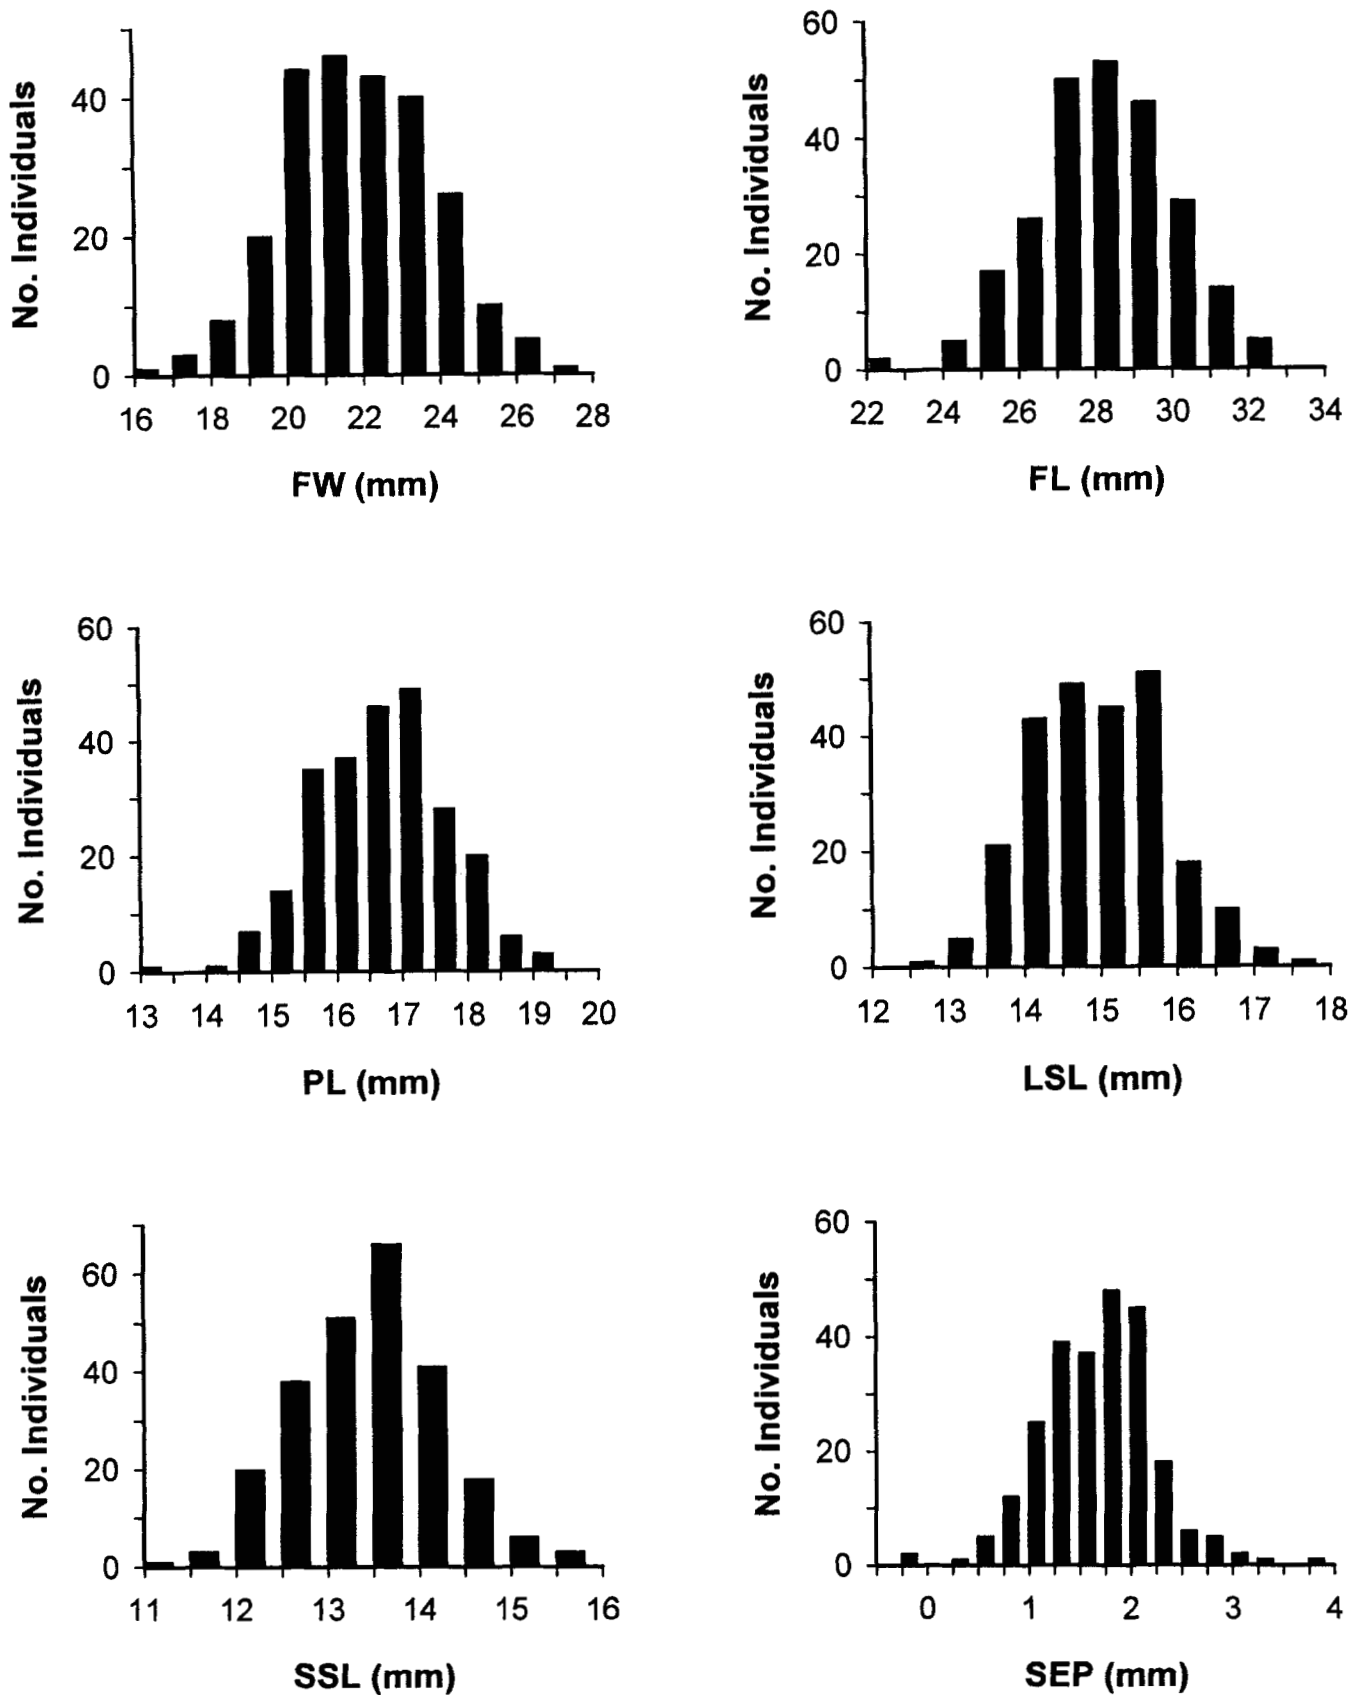 No. Individuals
40
20
0
16 18 20 22 24 26 28
FW (mm)
No. Individuals
60
40
20
0
22 24 26 28 30 32 34
FL (mm)
No. Individuals
60
40
20
0
13 14 15 16 17 18 19 20
PL (mm)
No. Individuals
60
40
20
0
12 13 14 15 16 17 18
LSL (mm)
No. Individuals
60
40
20
0
11 12 13 14 15 16
SSL (mm)
No. Individuals
60
40
20
0
0 1 2 3 4
SEP (mm)